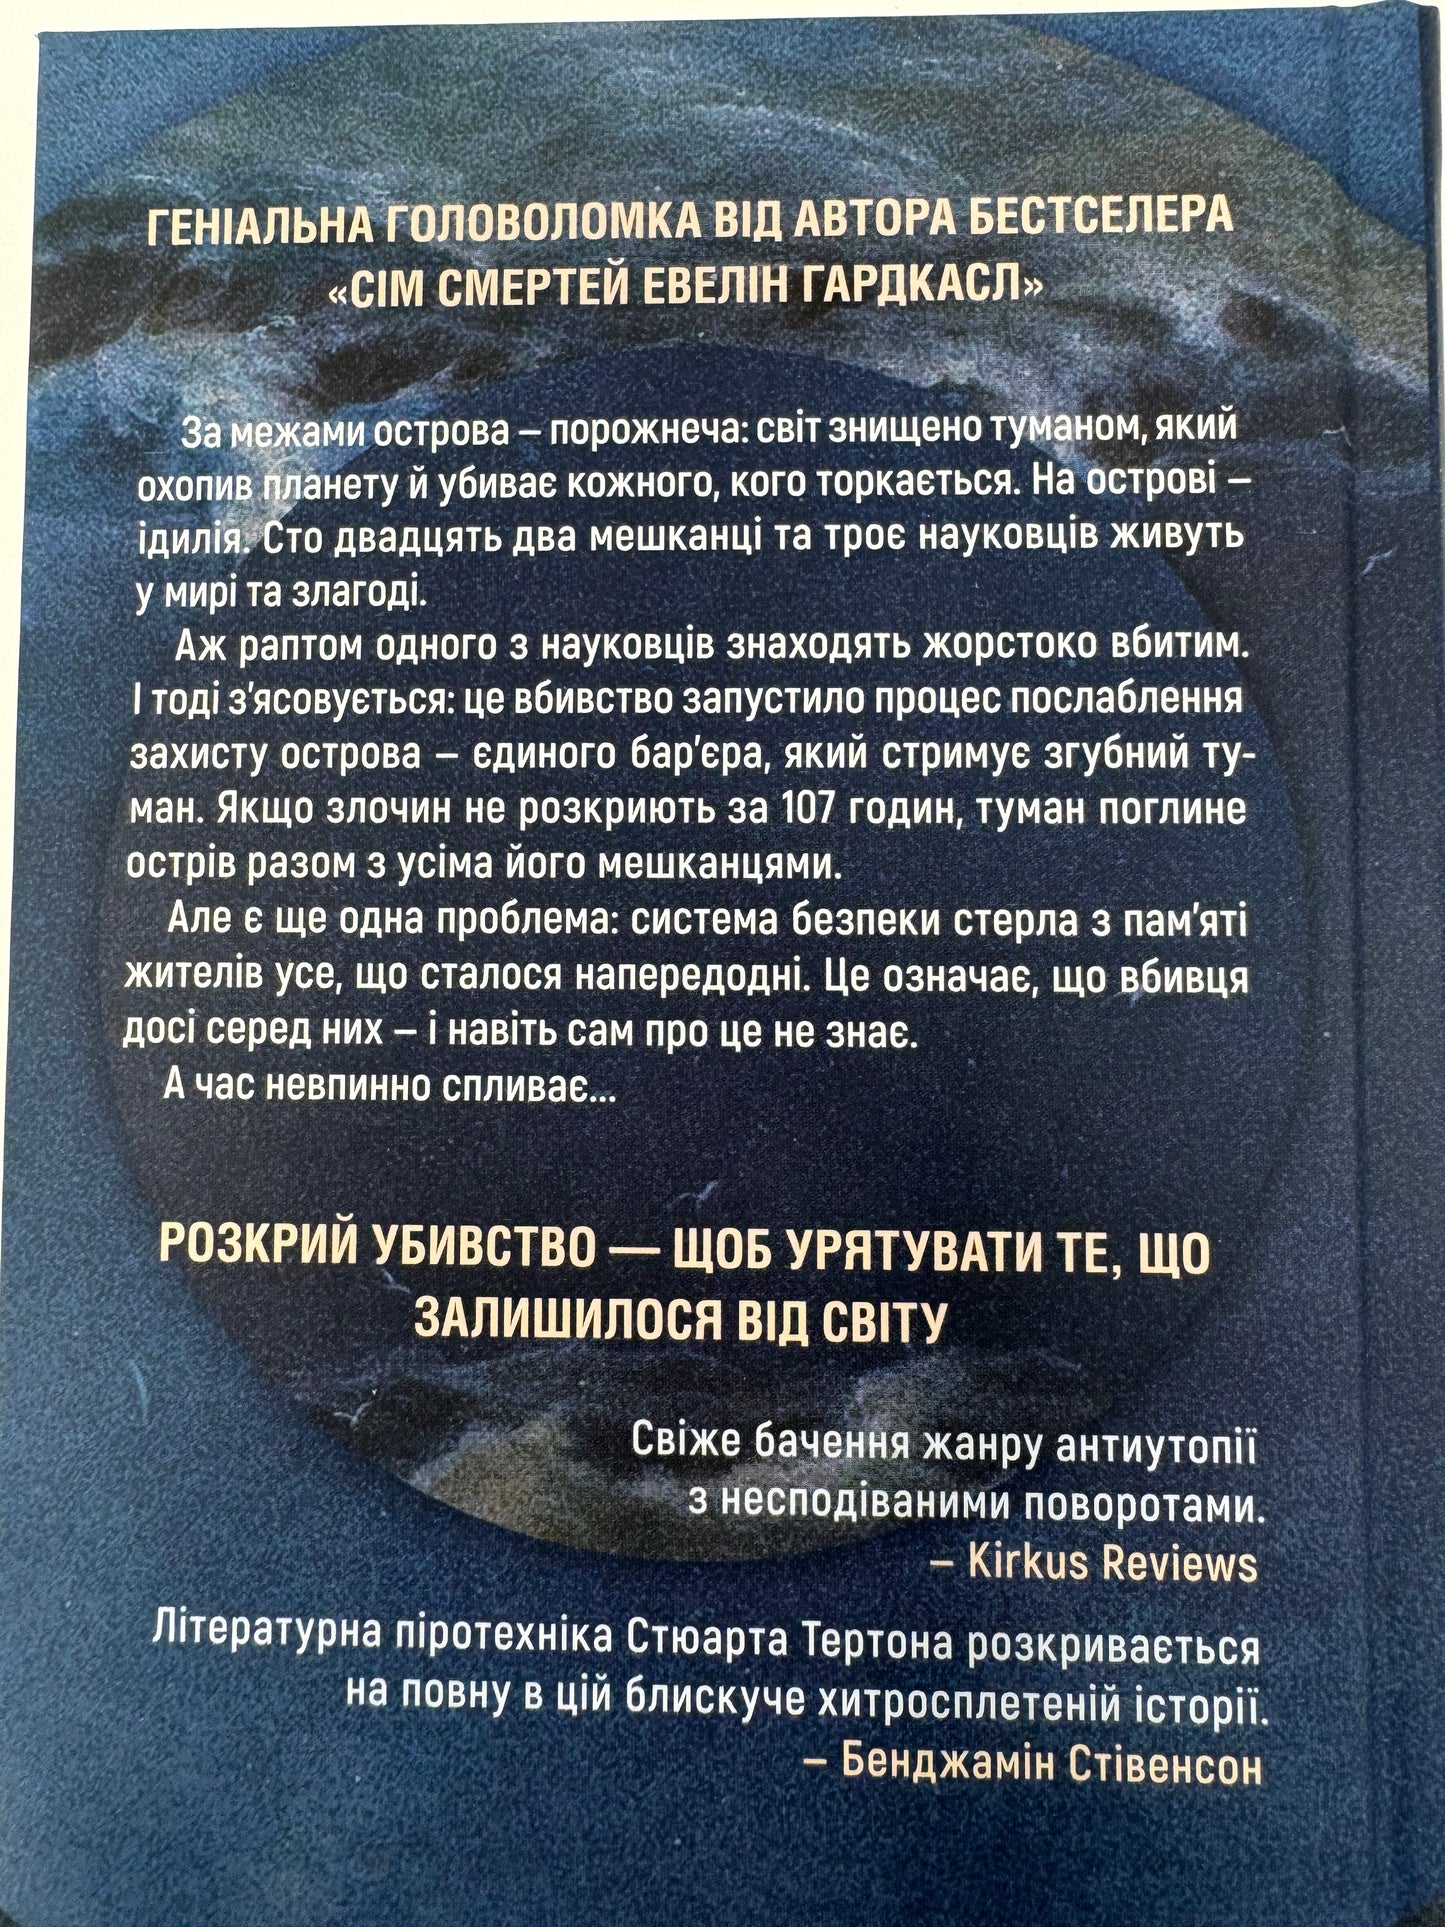 ГЕНІАЛЬНА ГОЛОВОЛОМКА ВІД АВТОРА БЕСТСЕЛЕРА
«СІМ СМЕРТЕЙ ЕВЕЛІН ГАРДКАСЛ»
За межами острова – порожнеча: світ знищено туманом, який
охопив планету й убиває кожного, кого торкається. На острові –
ідилія. Сто двадцять два мешканці та троє науковців живуть
у мирі та злагоді.
Аж раптом одного з науковців знаходять жорстоко вбитим.
І тоді з’ясовується: це вбивство запустило процес послаблення
захисту острова – єдиного бар’єра, який стримує згубний ту-
ман. Якщо злочин не розкриють за 107 годин, туман поглине
острів разом з усіма його мешканцями.
Але є ще одна проблема: система безпеки стерла з пам’яті
жителів усе, що сталося напередодні. Це означає, що вбивця
досі серед них – і навіть сам про це не знає.
А час невпинно спливає...
РОЗКРИЙ УБИВСТВО — ЩОБ УРЯТУВАТИ ТЕ, ЩО
ЗАЛИШИЛОСЯ ВІД СВІТУ
Свіже бачення жанру антиутопії
з несподіваними поворотами.
– Kirkus Reviews
Літературна піротехніка Стюарта Тертона розкривається
на повну в цій блискуче хитросплетеній історії.
– Бенджамін Стівенсон